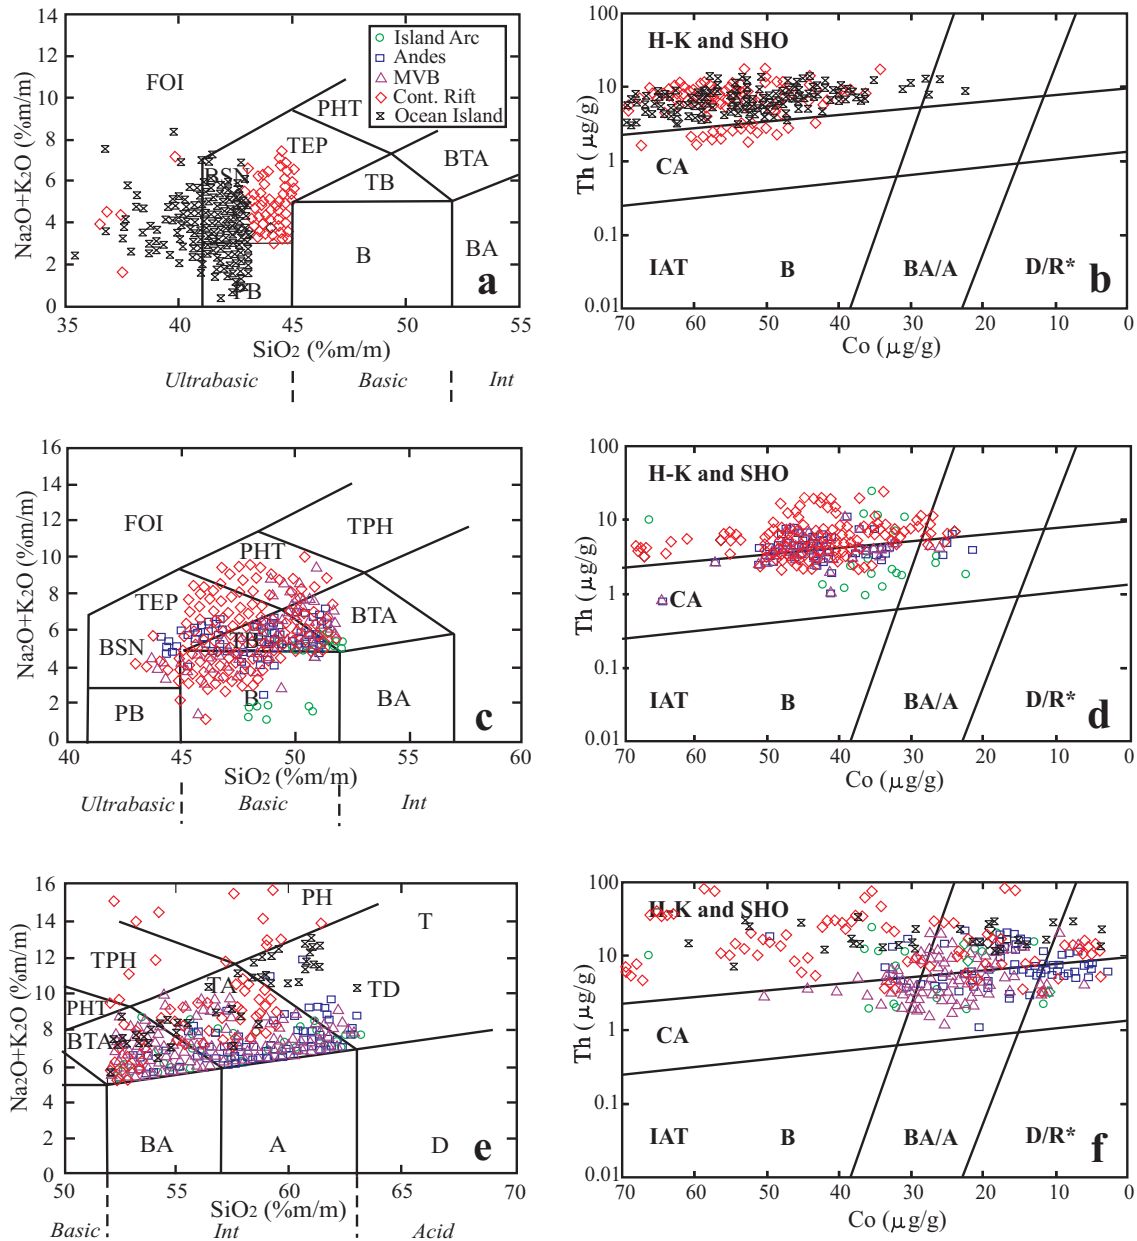 14
12
10
8
6
4
2
0
Na2O+K2O (%m/m)
FOI
PHT
TEP
BTA
BSN
TB
B
BA
PB
a
Island Arc
Andes
MVB
Cont. Rift
Ocean Island
35 40 45 50 55
SiO2 (%m/m)
Ultrabasic Basic Int
100
10
1
0.1
0.01
Th (μg/g)
H-K and SHO
CA
IAT B BA/A D/R*
b
70 60 50 40 30 20 10 0
Co (μg/g)
16
14
12
10
8
6
4
2
0
Na2O+K2O (%m/m)
FOI
TPH
PHT
TEP
BTA
BSN
TB
PB
B
BA
c
40 45 50 55 60
SiO2 (%m/m)
Ultrabasic Basic Int
100
10
1
0.1
0.01
Th (μg/g)
H-K and SHO
CA
IAT B BA/A D/R*
d
70 60 50 40 30 20 10 0
Co (μg/g)
16
14
12
10
8
6
4
2
0
Na2O+K2O (%m/m)
PH
T
TPH
TA
TD
PHT
BTA
BA
A
D
e
50 55 60 65 70
SiO2 (%m/m)
Basic Int Acid
100
10
1
0.1
0.01
Th (μg/g)
H-K and SHO
CA
IAT B BA/A D/R*
f
70 60 50 40 30 20 10 0
Co (μg/g)